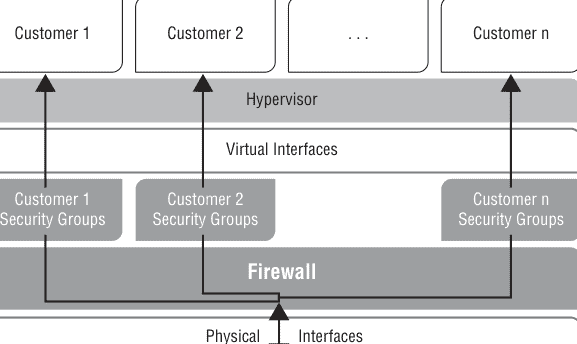 Customer 1
Customer 2
. . .
Customer n
Hypervisor
Virtual Interfaces
Customer 1
Security Groups
Customer 2
Security Groups
Customer n
Security Groups
Firewall
Physical Interfaces